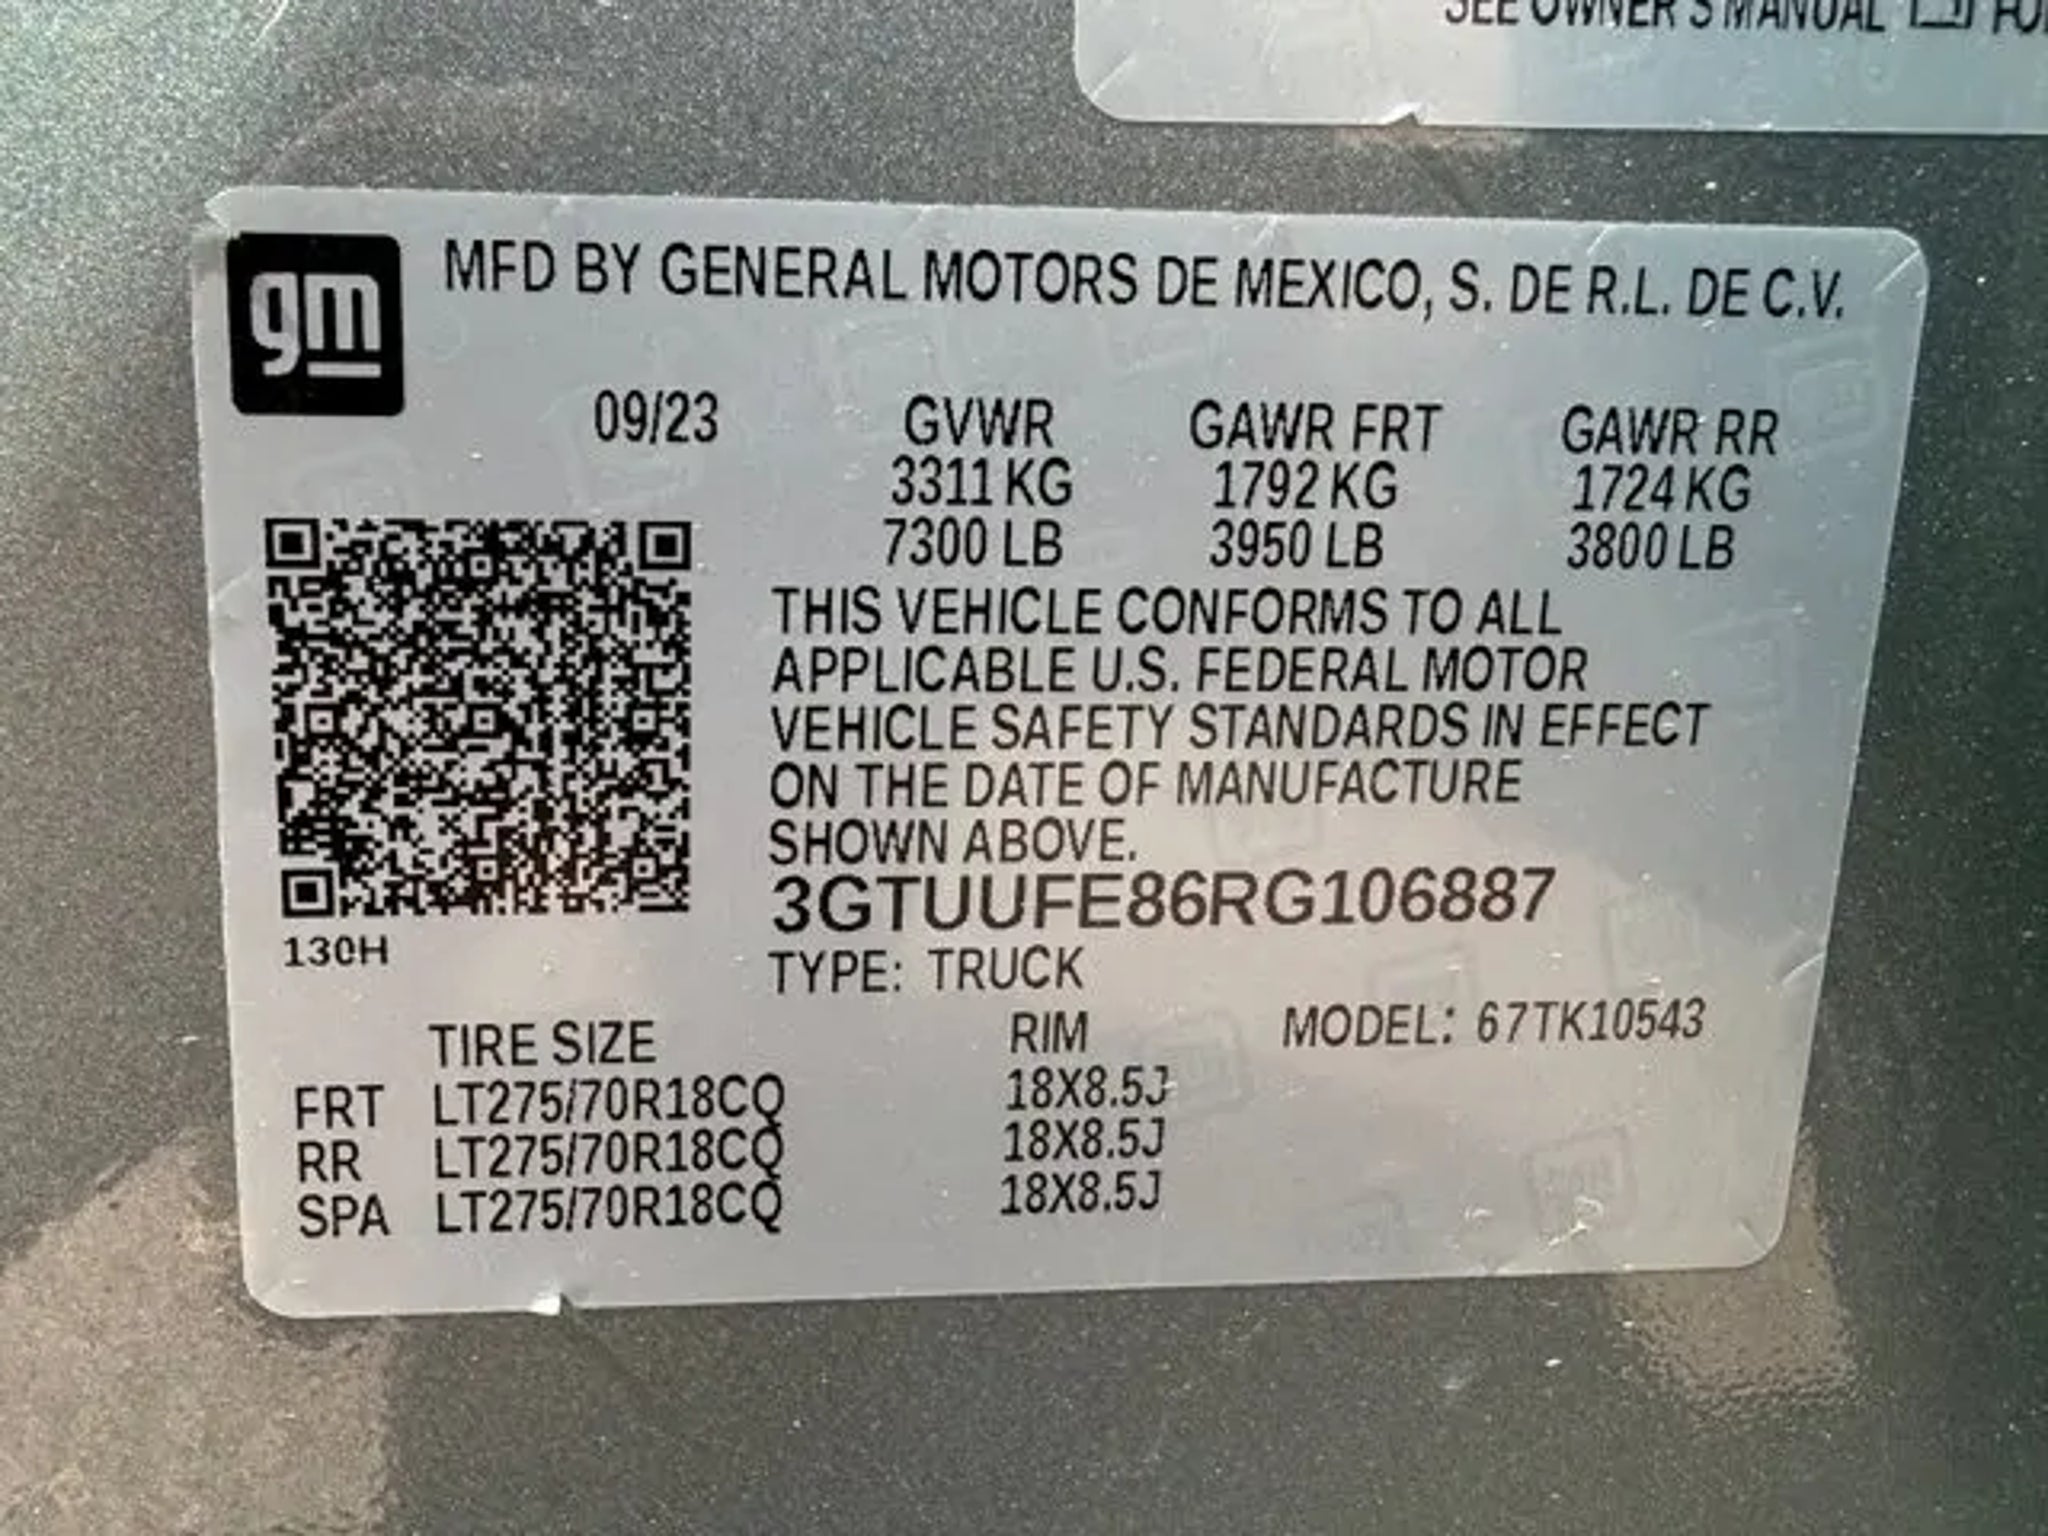 SEE OWNER'S MANUAL
gm
MFD BY GENERAL MOTORS DE MEXICO, S. DE R.L. DE C.V.
09/23 GVWR GAWR FRT GAWR RR
3311 KG 1792 KG 1724 KG
7300 LB 3950 LB 3800 LB
THIS VEHICLE CONFORMS TO ALL
APPLICABLE U.S. FEDERAL MOTOR
VEHICLE SAFETY STANDARDS IN EFFECT
ON THE DATE OF MANUFACTURE
SHOWN ABOVE.
3GTUUFE86RG106887
130H
TYPE: TRUCK
TIRE SIZE RIM MODEL: 67TK10543
FRT LT275/70R18CQ 18X8.5J
RR LT275/70R18CQ 18X8.5J
SPA LT275/70R18CQ 18X8.5J